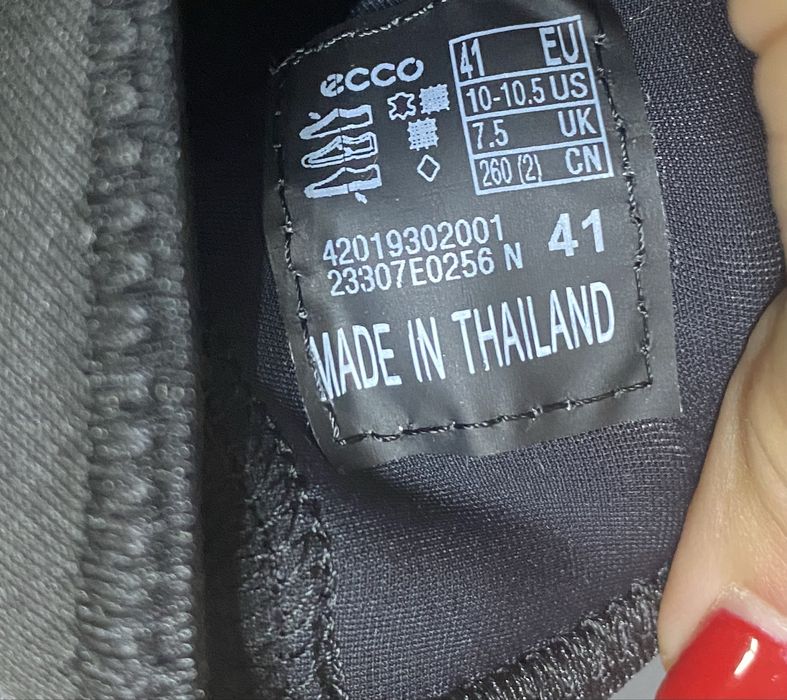 ecco
41 EU
10-10.5 US
7.5 UK
260 (2) CN
42019302001
23307E0256 N 41
MADE IN THAILAND